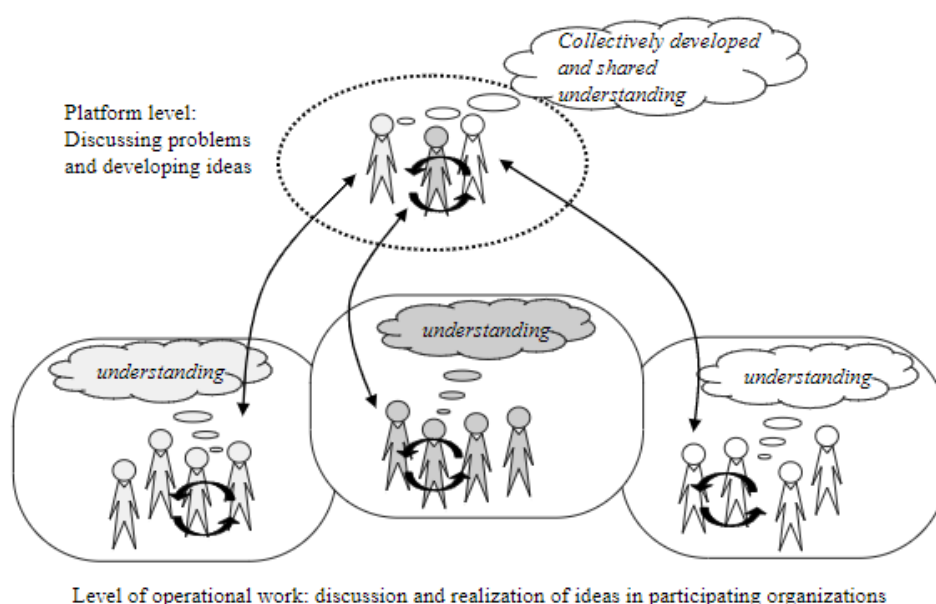 Collectively developed
and shared
understanding
Platform level:
Discussing problems
and developing ideas
understanding
understanding
understanding
Level of operational work: discussion and realization of ideas in participating organizations